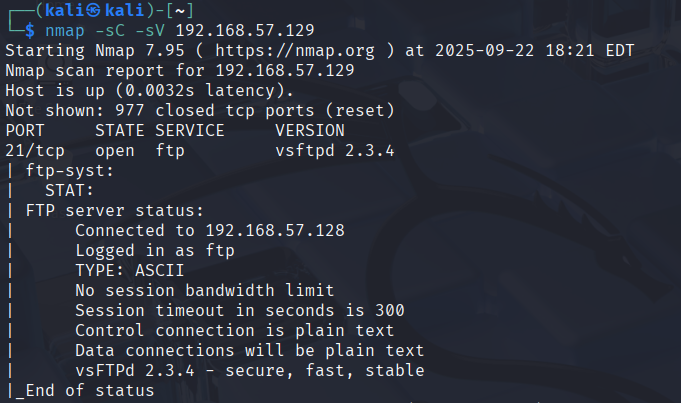 ┌──(kali㉿kali)-[~]
└─$ nmap -sC -sV 192.168.57.129
Starting Nmap 7.95 ( https://nmap.org ) at 2025-09-22 18:21 EDT
Nmap scan report for 192.168.57.129
Host is up (0.0032s latency).
Not shown: 977 closed tcp ports (reset)
PORT     STATE SERVICE     VERSION
21/tcp   open  ftp         vsftpd 2.3.4
| ftp-syst:
|   STAT:
| FTP server status:
|      Connected to 192.168.57.128
|      Logged in as ftp
|      TYPE: ASCII
|      No session bandwidth limit
|      Session timeout in seconds is 300
|      Control connection is plain text
|      Data connections will be plain text
|      vsFTPd 2.3.4 - secure, fast, stable
|_End of status